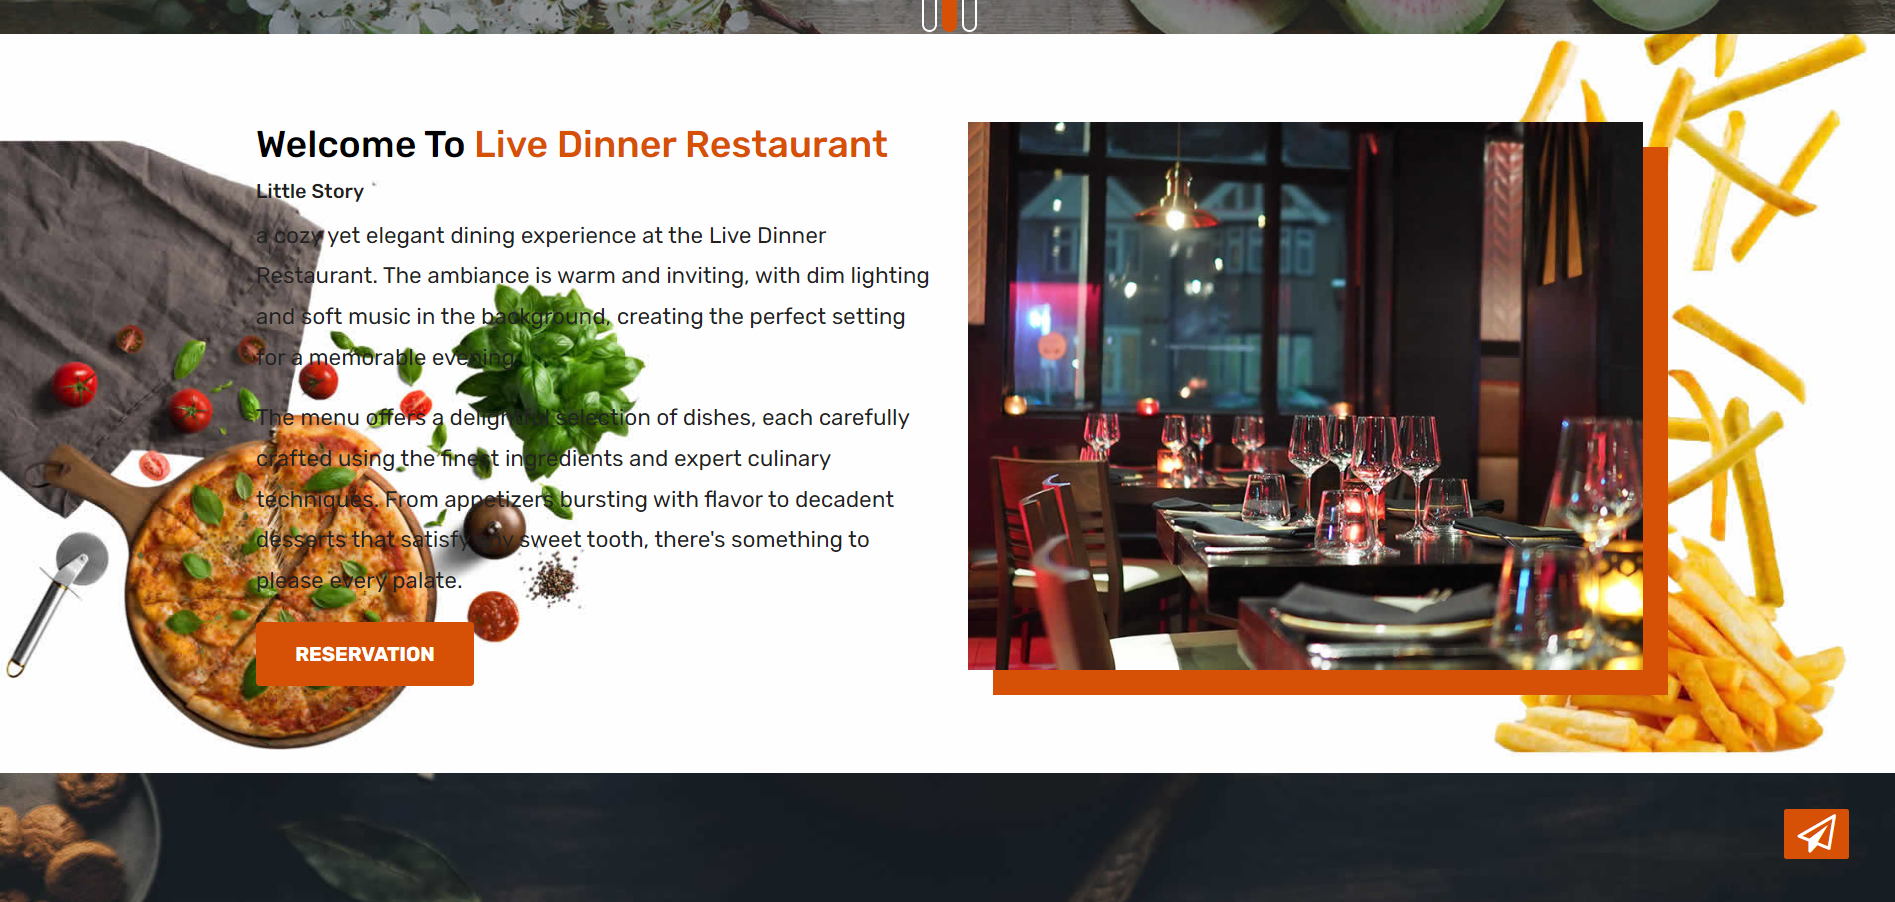 Welcome To Live Dinner Restaurant
Little Story
a cozy yet elegant dining experience at the Live Dinner
Restaurant. The ambiance is warm and inviting, with dim lighting
and soft music in the background, creating the perfect setting
for a memorable evening.
The menu offers a delightful selection of dishes, each carefully
crafted using the finest ingredients and expert culinary
techniques. From appetizers bursting with flavor to decadent
desserts that satisfy any sweet tooth, there's something to
please every palate.
RESERVATION